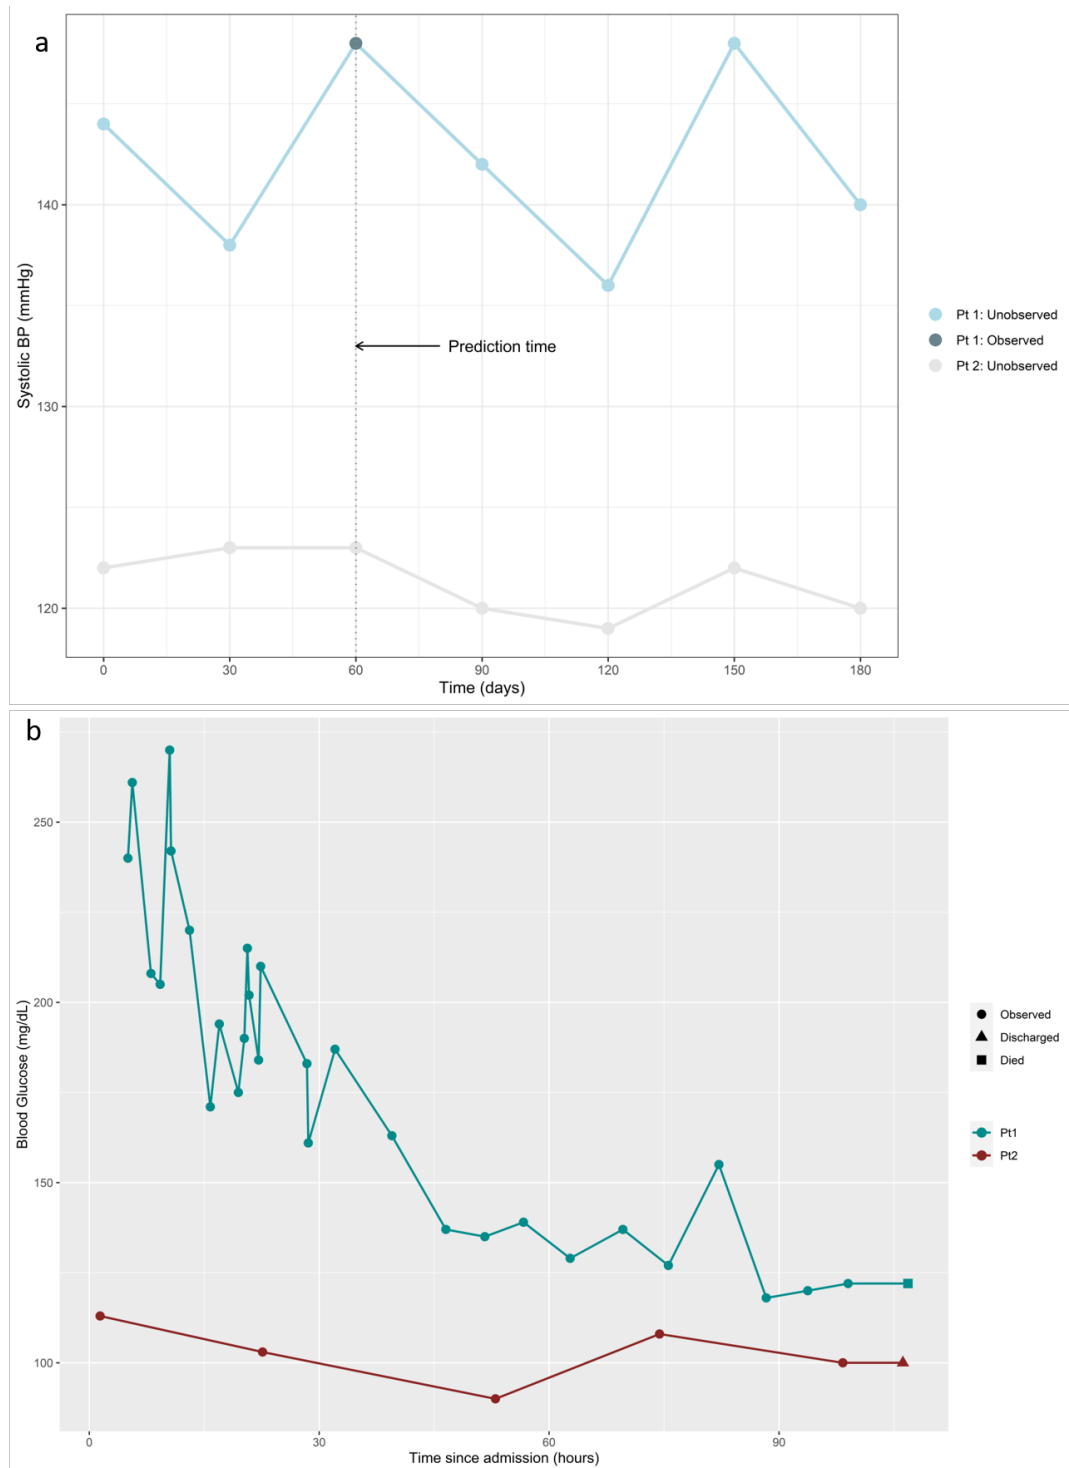 a
140
130
120
Systolic BP (mmHg)
Prediction time
0 30 60 90 120 150 180
Time (days)
Pt 1: Unobserved
Pt 1: Observed
Pt 2: Unobserved
b
250
200
150
100
Blood Glucose (mg/dL)
0 30 60 90
Time since admission (hours)
Observed
Discharged
Died
Pt1
Pt2